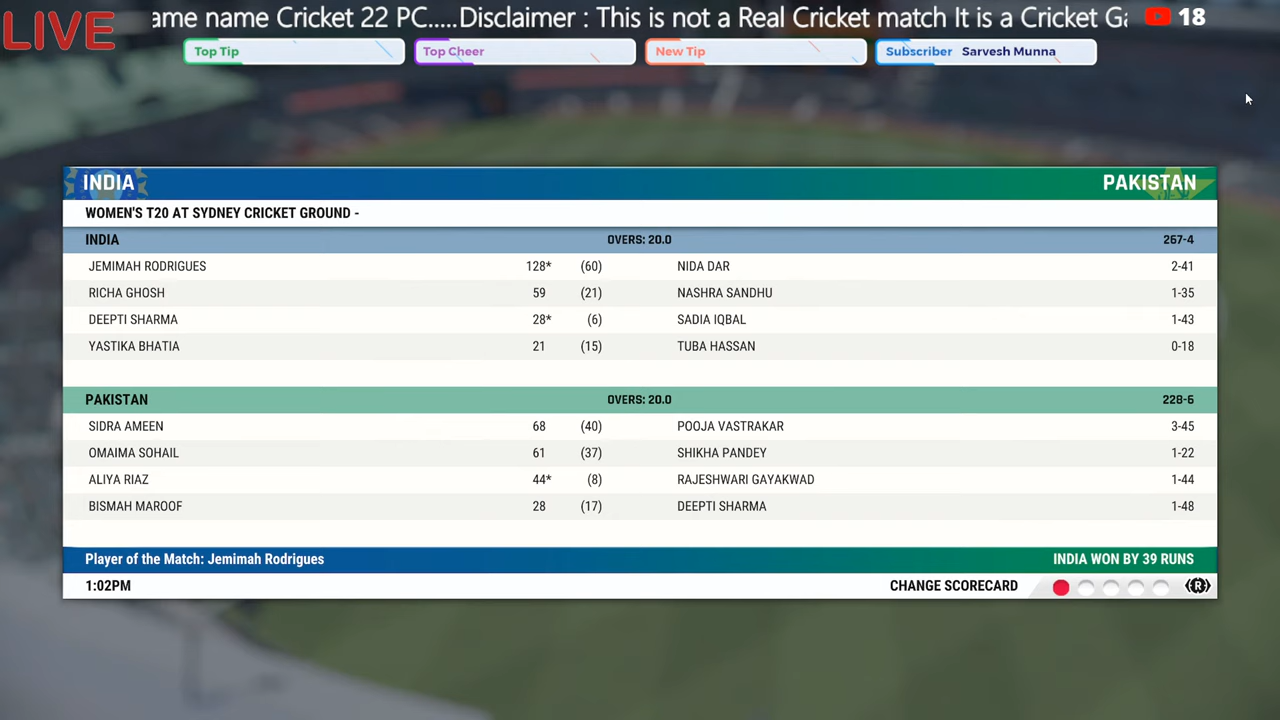 LIVE
ame name Cricket 22 PC.....Disclaimer : This is not a Real Cricket match It is a Cricket Ga
18
Top Tip
Top Cheer
New Tip
Subscriber Sarvesh Munna
INDIA PAKISTAN
WOMEN'S T20 AT SYDNEY CRICKET GROUND -
INDIA OVERS: 20.0 267-4
JEMIMAH RODRIGUES 128* (60) NIDA DAR 2-41
RICHA GHOSH 59 (21) NASHRA SANDHU 1-35
DEEPTI SHARMA 28* (6) SADIA IQBAL 1-43
YASTIKA BHATIA 21 (15) TUBA HASSAN 0-18
PAKISTAN OVERS: 20.0 228-6
SIDRA AMEEN 68 (40) POOJA VASTRAKAR 3-45
OMAIMA SOHAIL 61 (37) SHIKHA PANDEY 1-22
ALIYA RIAZ 44* (8) RAJESHWARI GAYAKWAD 1-44
BISMAH MAROOF 28 (17) DEEPTI SHARMA 1-48
Player of the Match: Jemimah Rodrigues INDIA WON BY 39 RUNS
1:02PM CHANGE SCORECARD R